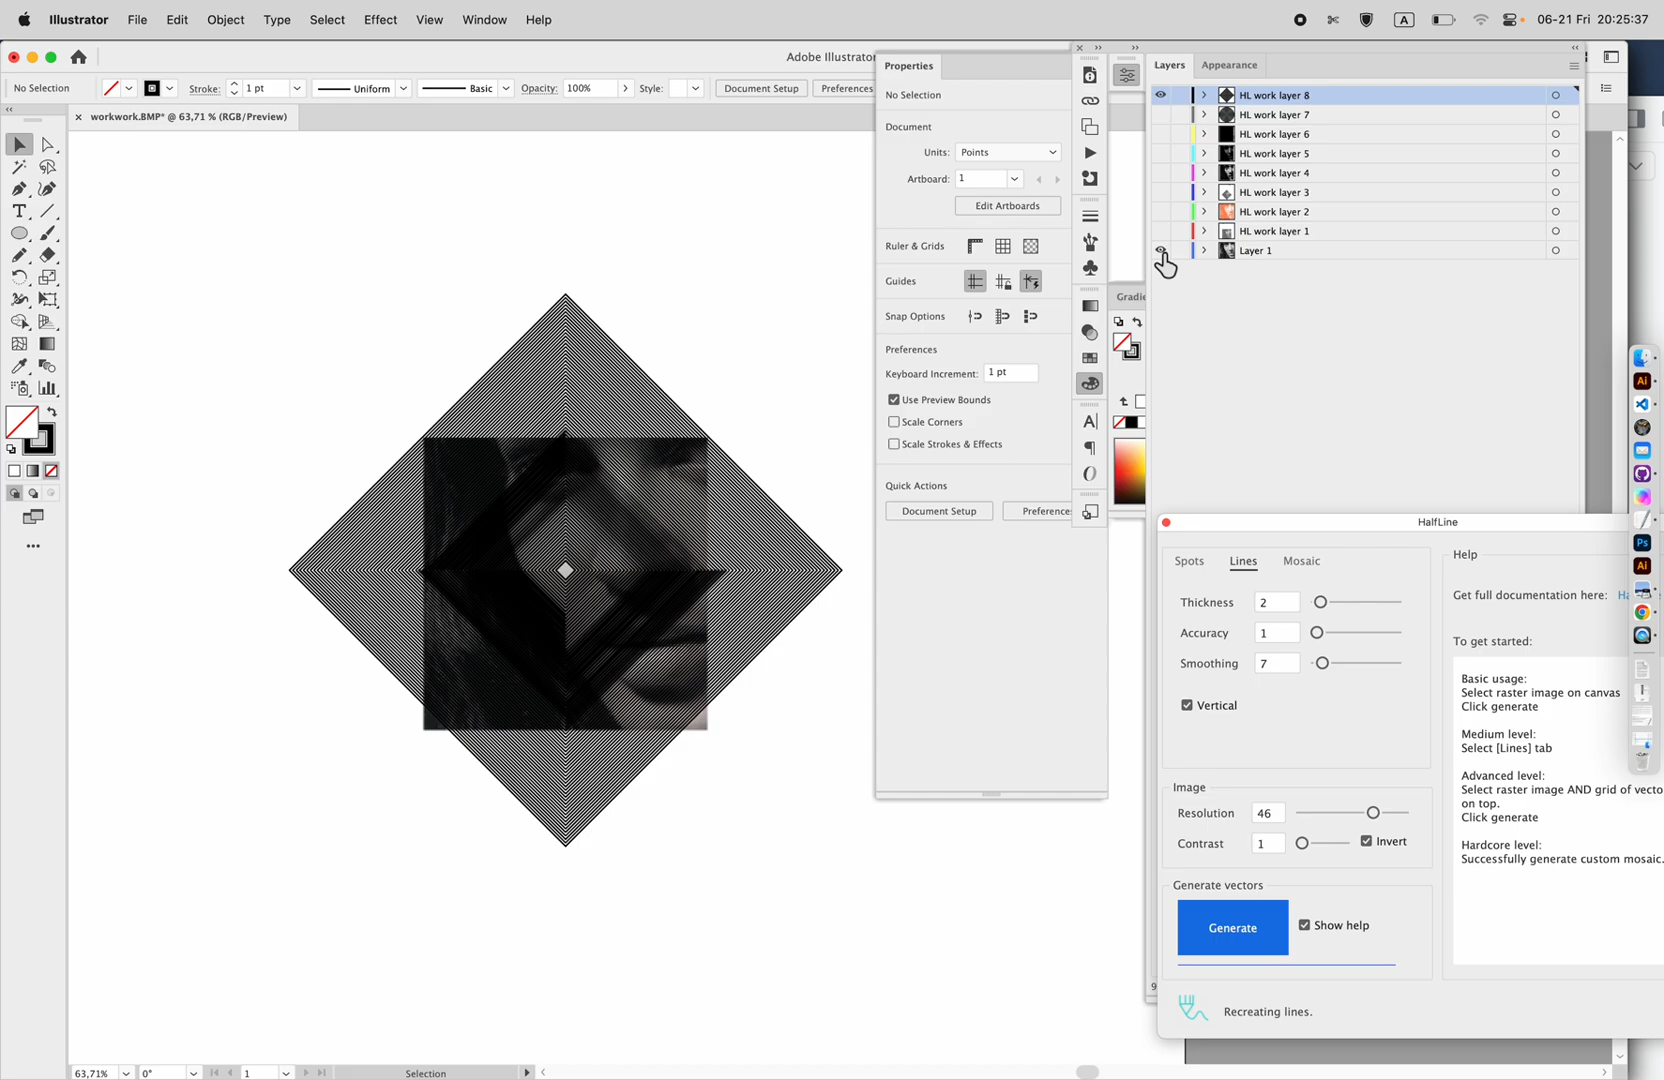 Illustrator File Edit Object Type Select Effect View Window Help
A 06-21 Fri 20:25:37
Adobe Illustrator
No Selection Stroke: 1 pt Uniform Basic Opacity: 100% Style: Document Setup Preferences
× workwork.BMP* @ 63,71 % (RGB/Preview)
Properties
No Selection
Document
Units: Points
Artboard: 1
Edit Artboards
Ruler & Grids
Guides
Snap Options
Preferences
Keyboard Increment: 1 pt
Use Preview Bounds
Scale Corners
Scale Strokes & Effects
Quick Actions
Document Setup Preference
Gradie
Layers Appearance
HL work layer 8
HL work layer 7
HL work layer 6
HL work layer 5
HL work layer 4
HL work layer 3
HL work layer 2
HL work layer 1
Layer 1
HalfLine
Spots Lines Mosaic
Thickness 2
Accuracy 1
Smoothing 7
Vertical
Image
Resolution 46
Contrast 1 Invert
Generate vectors
Generate Show help
Recreating lines.
Help
Get full documentation here: Ha
To get started:
Basic usage:
Select raster image on canvas
Click generate
Medium level:
Select [Lines] tab
Advanced level:
Select raster image AND grid of vecto
on top.
Click generate
Hardcore level:
Successfully generate custom mosaic.
Ai
Ps
Ai
63,71% 0° 1 Selection